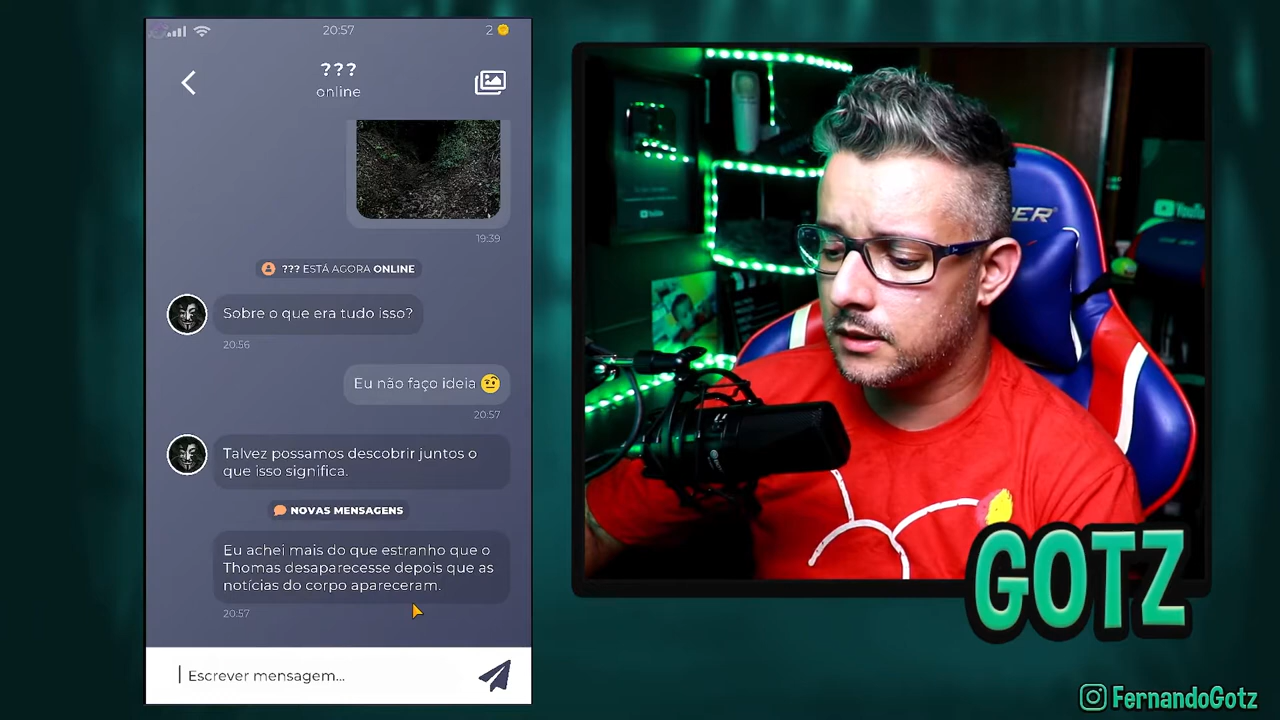 20:57
2
???
online
19:39
??? ESTÁ AGORA ONLINE
Sobre o que era tudo isso?
20:56
Eu não faço ideia
20:57
Talvez possamos descobrir juntos o
que isso significa.
NOVAS MENSAGENS
Eu achei mais do que estranho que o
Thomas desaparecesse depois que as
notícias do corpo apareceram.
20:57
Escrever mensagem...
YouTube
GOTZ
FernandoGotz